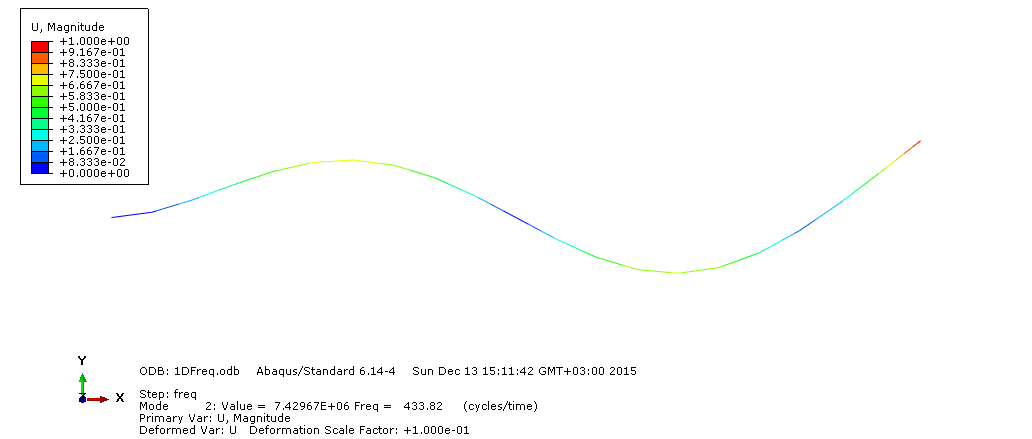 U, Magnitude
+1.000e+00
+9.167e-01
+8.333e-01
+7.500e-01
+6.667e-01
+5.833e-01
+5.000e-01
+4.167e-01
+3.333e-01
+2.500e-01
+1.667e-01
+8.333e-02
+0.000e+00
Y
X
ODB: 1DFreq.odb Abaqus/Standard 6.14-4 Sun Dec 13 15:11:42 GMT+03:00 2015
Step: freq
Mode 2: Value = 7.42967E+06 Freq = 433.82 (cycles/time)
Primary Var: U, Magnitude
Deformed Var: U Deformation Scale Factor: +1.000e-01